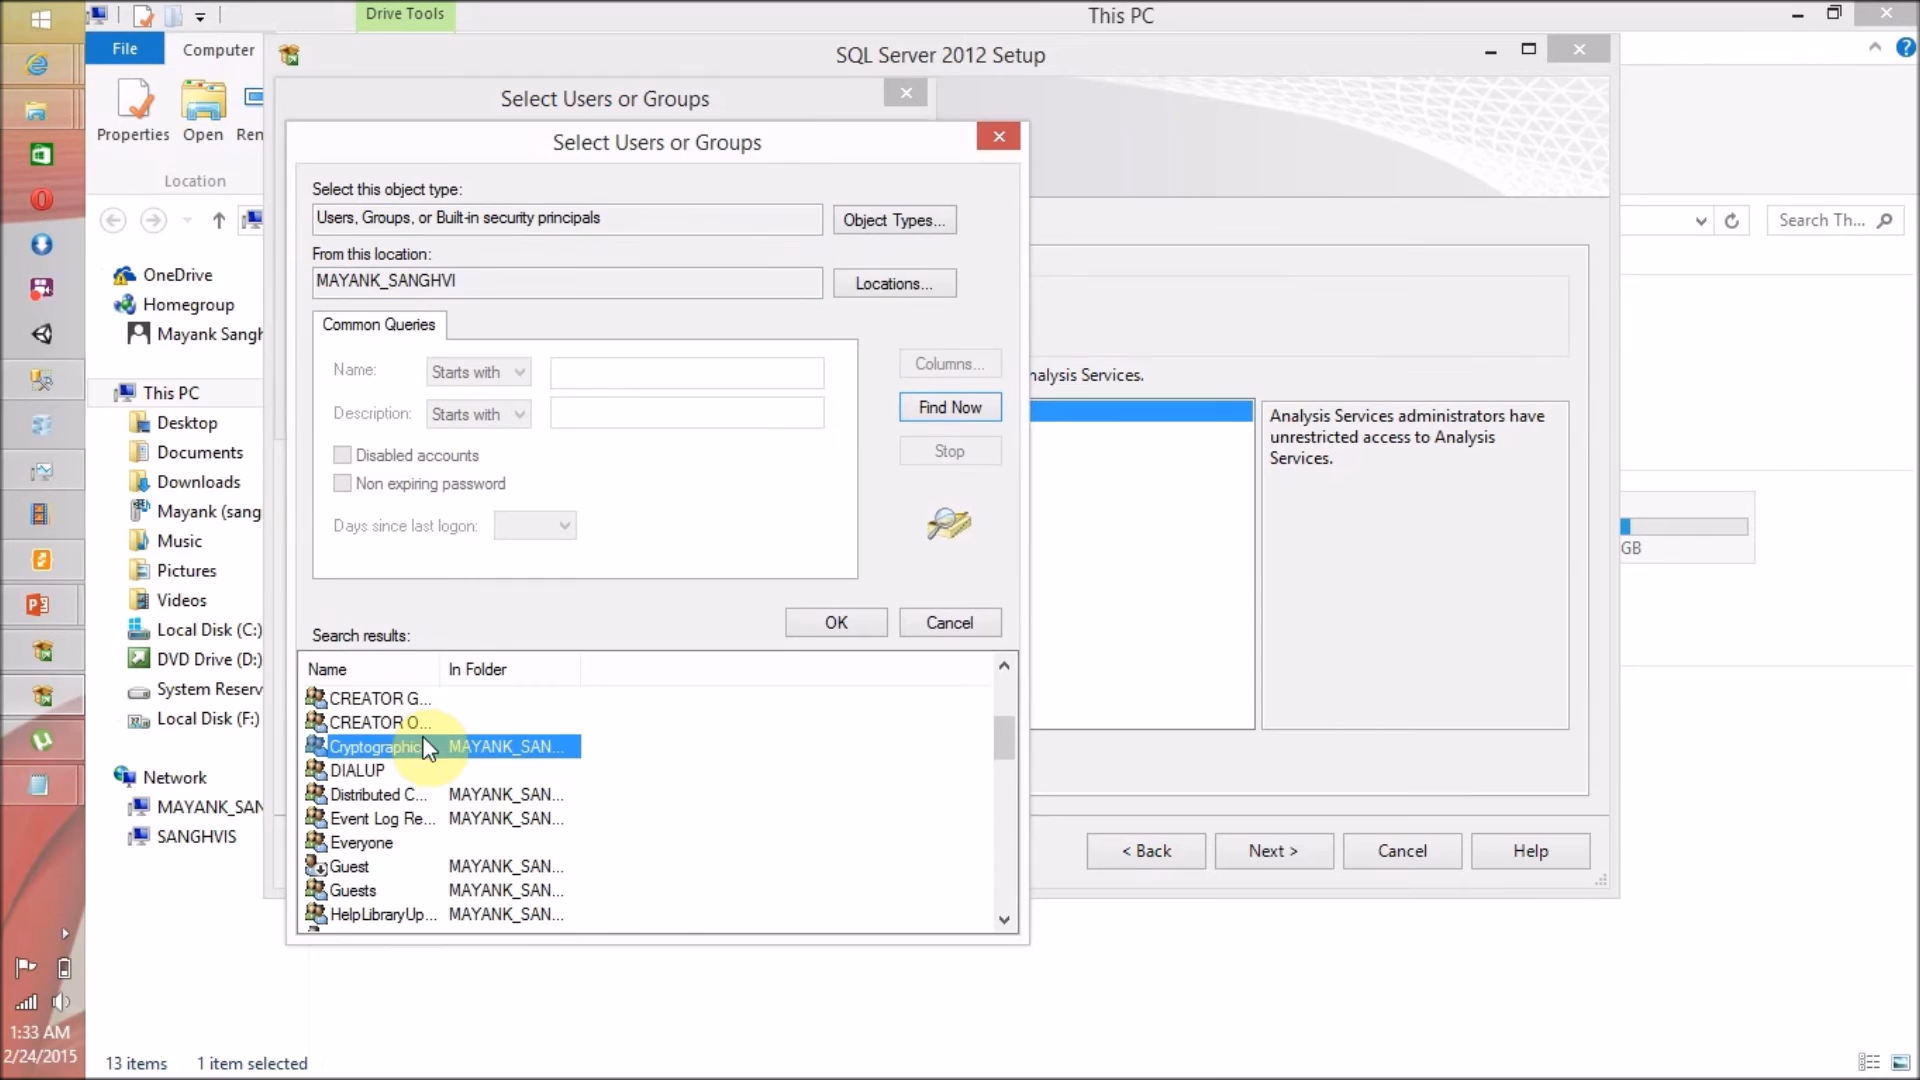 Drive Tools
This PC
File
Computer
SQL Server 2012 Setup
Select Users or Groups
Select Users or Groups
Properties
Open
Ren
Location
Select this object type:
Users, Groups, or Built-in security principals
Object Types...
From this location:
MAYANK_SANGHVI
Locations...
Search Th...
Common Queries
Name:
Starts with
Description:
Starts with
Disabled accounts
Non expiring password
Days since last logon:
Columns...
Find Now
Stop
nalysis Services.
Analysis Services administrators have
unrestricted access to Analysis
Services.
GB
OneDrive
Homegroup
Mayank Sangh
This PC
Desktop
Documents
Downloads
Mayank (sang
Music
Pictures
Videos
Local Disk (C:)
DVD Drive (D:)
System Reserv
Local Disk (F:)
Network
MAYANK_SAN
SANGHVIS
OK
Cancel
Search results:
Name
In Folder
CREATOR G...
CREATOR O...
Cryptographic
MAYANK_SAN...
DIALUP
Distributed C...
MAYANK_SAN...
Event Log Re...
MAYANK_SAN...
Everyone
Guest
MAYANK_SAN...
Guests
MAYANK_SAN...
HelpLibraryUp...
MAYANK_SAN...
< Back
Next >
Cancel
Help
1:33 AM
2/24/2015
13 items
1 item selected